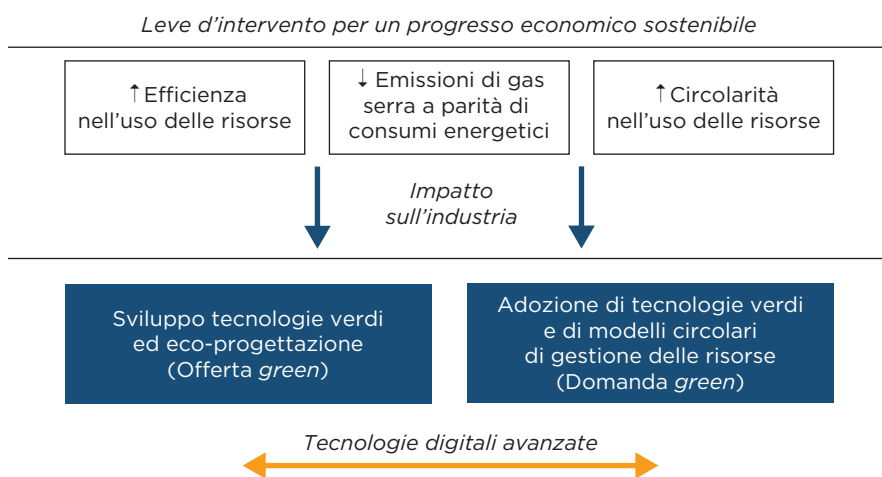 Leve d’intervento per un progresso economico sostenibile
↑ Efficienza
nell’uso delle risorse
↓ Emissioni di gas
serra a parità di
consumi energetici
↑ Circolarità
nell’uso delle risorse
Impatto
sull’industria
Sviluppo tecnologie verdi
ed eco-progettazione
(Offerta green)
Adozione di tecnologie verdi
e di modelli circolari
di gestione delle risorse
(Domanda green)
Tecnologie digitali avanzate